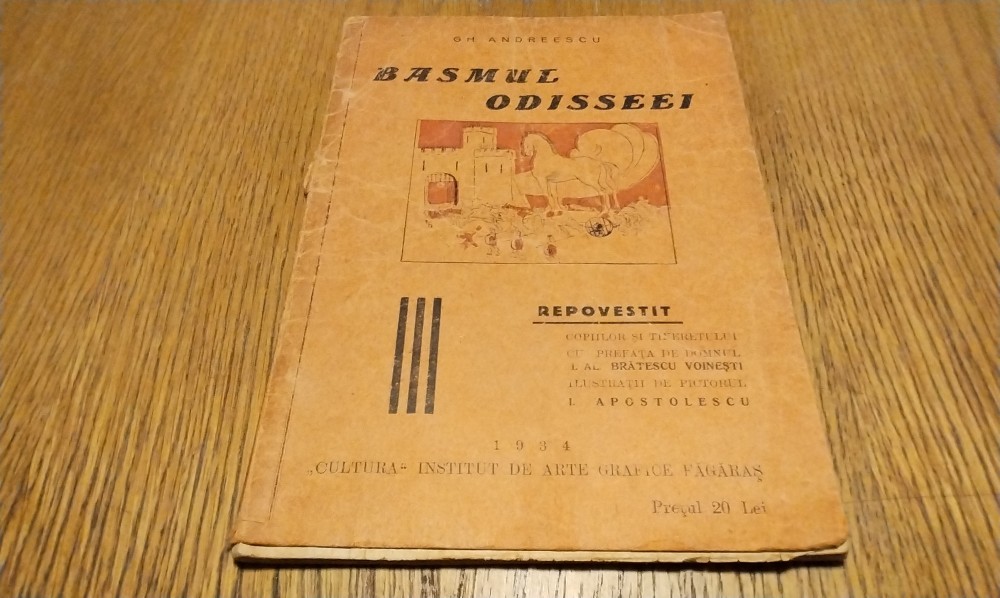 GH ANDREESCU
BASMUL
ODISSEEI
REPOVESTIT
COPIILOR ȘI TINERETULUI
CU PREFAȚA DE DOMNUL
I. AL. BRĂTESCU VOINEȘTI
ILUSTRAȚII DE PICTORUL
I. APOSTOLESCU
1934
„CULTURA" INSTITUT DE ARTE GRAFICE FĂGĂRAȘ
Prețul 20 Lei